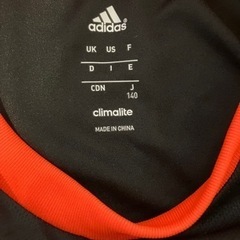 adidas
UK US F
D I E
CDN J
140
climalite
MADE IN CHINA